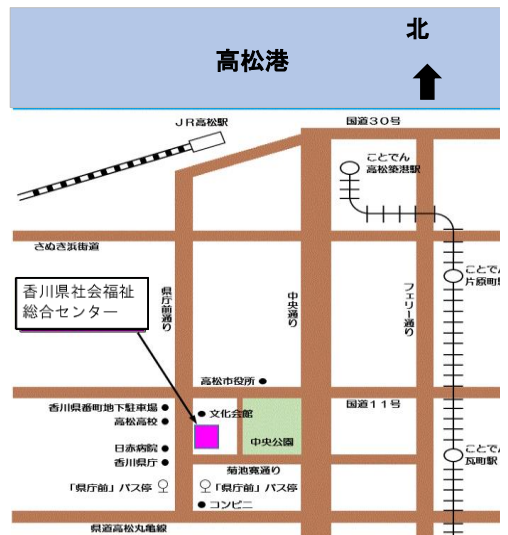 北
高松港
JR高松駅
国道30号
ことでん
高松築港駅
さぬき浜街道
ことでん
片原町駅
香川県社会福祉
総合センター
県庁前通り
中央通り
フェリー通り
高松市役所
香川県番町地下駐車場
文化会館
国道11号
高松高校
中央公園
日赤病院
ことでん
瓦町駅
香川県庁
菊池寛通り
「県庁前」バス停
「県庁前」バス停
コンビニ
県道高松丸亀線